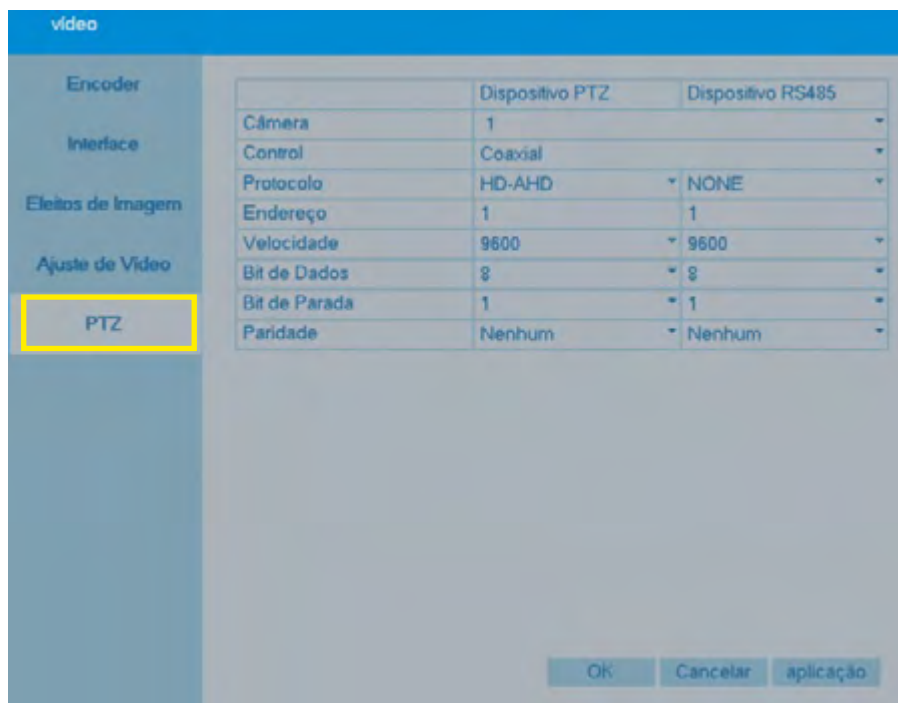 vídeo
Encoder
Interface
Efeitos de Imagem
Ajuste de Vídeo
PTZ
Dispositivo PTZ Dispositivo RS485
Câmera 1
Control Coaxial
Protocolo HD-AHD NONE
Endereço 1 1
Velocidade 9600 9600
Bit de Dados 8 8
Bit de Parada 1 1
Paridade Nenhum Nenhum
OK Cancelar aplicação